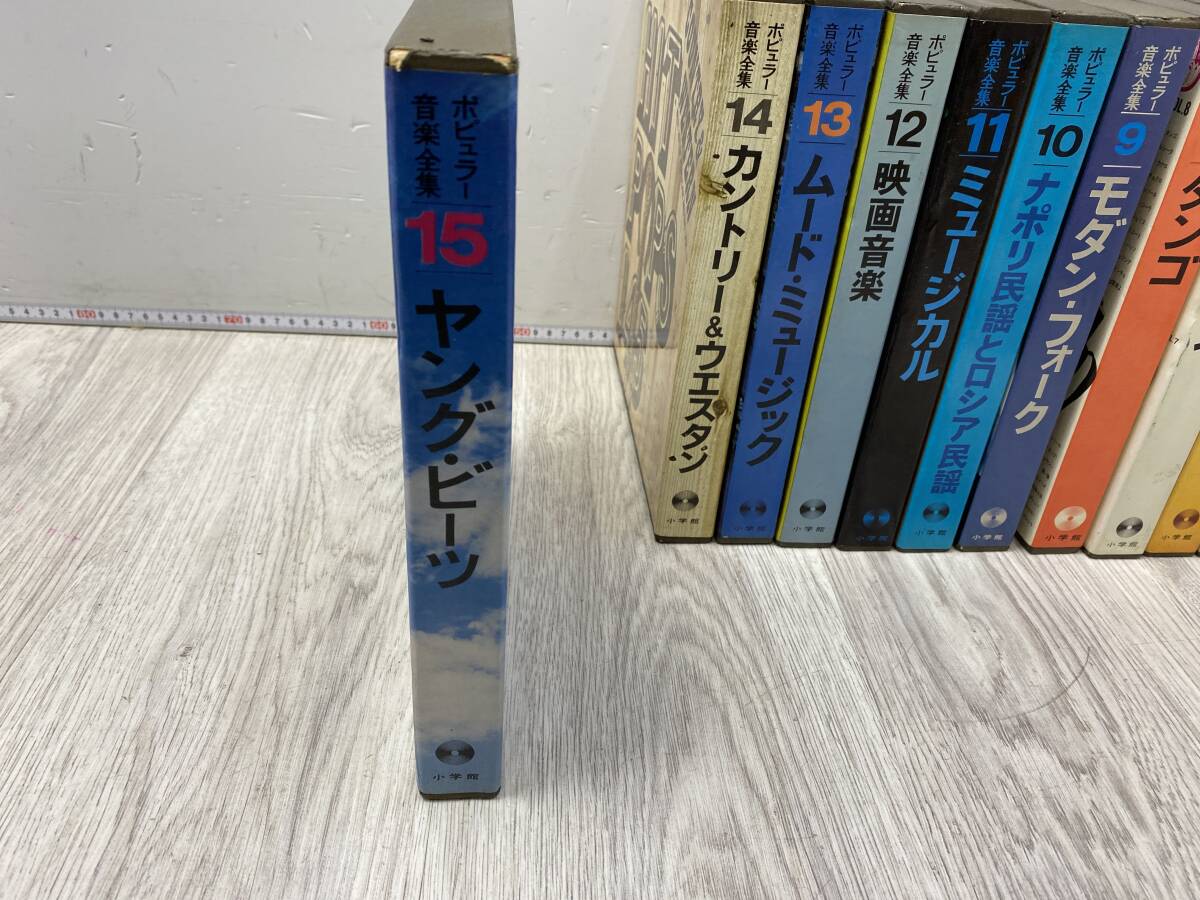 ポピュラー
音楽全集
15
ヤング・ビーツ
小学館
ポピュラー
音楽全集
14
カントリー&ウエスタン
小学館
ポピュラー
音楽全集
13
ムード・ミュージック
小学館
ポピュラー
音楽全集
12
映画音楽
小学館
ポピュラー
音楽全集
11
ミュージカル
小学館
ポピュラー
音楽全集
10
ナポリ民謡とロシア民謡
小学館
ポピュラー
音楽全集
9
モダン・フォーク
小学館
タンゴ
小学館
小学館
小学館